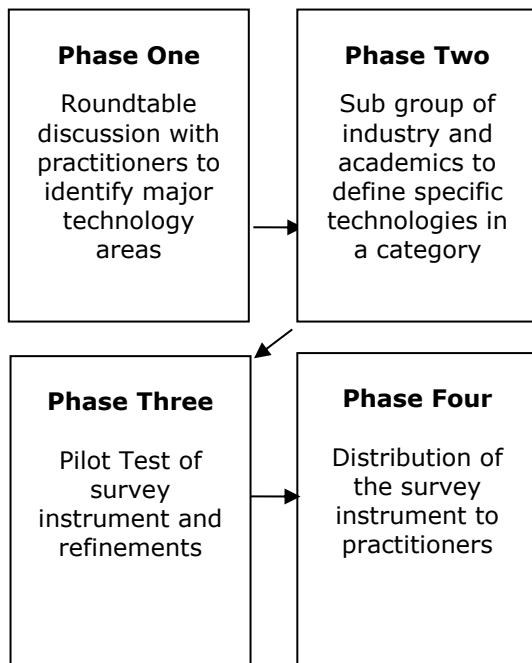 Phase One
Roundtable
discussion with
practitioners to
identify major
technology
areas
Phase Two
Sub group of
industry and
academics to
define specific
technologies in
a category
Phase Three
Pilot Test of
survey
instrument and
refinements
Phase Four
Distribution of
the survey
instrument to
practitioners